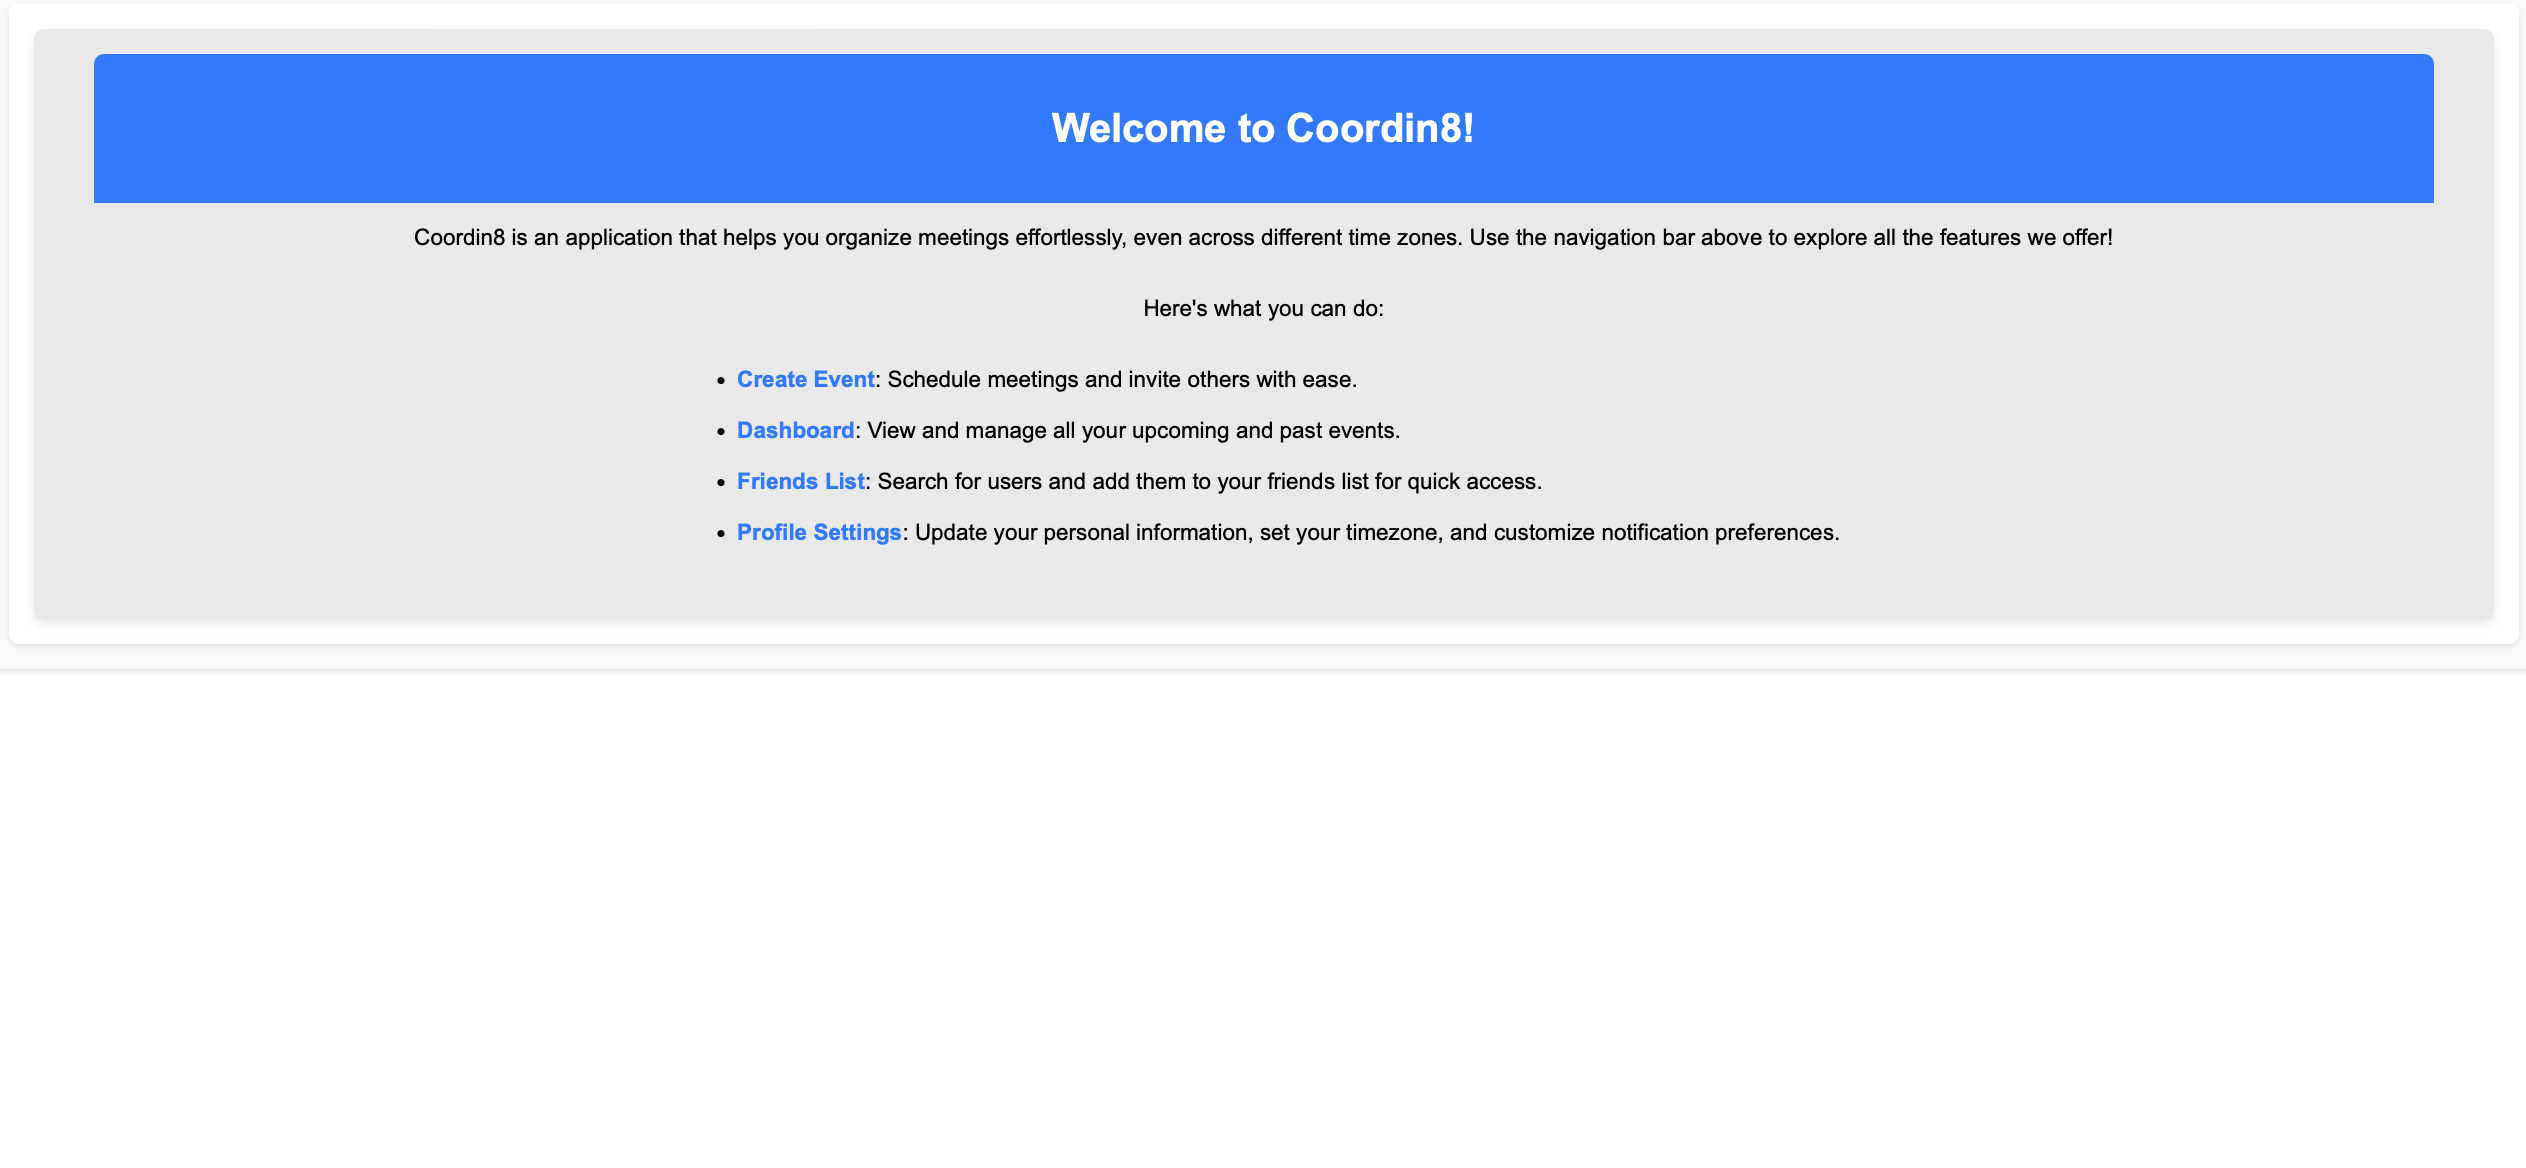 Welcome to Coordin8!
Coordin8 is an application that helps you organize meetings effortlessly, even across different time zones. Use the navigation bar above to explore all the features we offer!
Here's what you can do:
• Create Event: Schedule meetings and invite others with ease.
• Dashboard: View and manage all your upcoming and past events.
• Friends List: Search for users and add them to your friends list for quick access.
• Profile Settings: Update your personal information, set your timezone, and customize notification preferences.